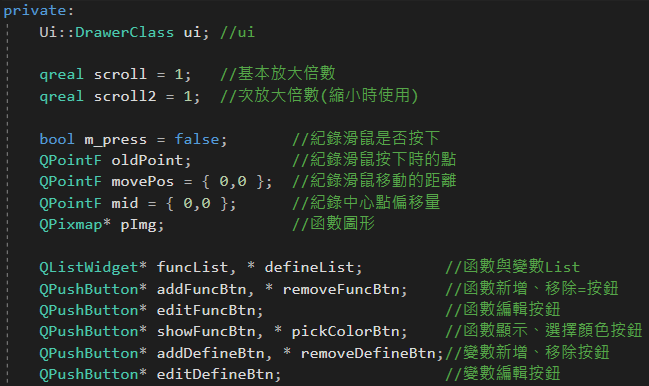 private:
Ui::DrawerClass ui; //ui
qreal scroll = 1; //基本放大倍數
qreal scroll2 = 1; //次放大倍數(縮小時使用)
bool m_press = false; //紀錄滑鼠是否按下
QPointF oldPoint; //紀錄滑鼠按下時的點
QPointF movePos = { 0,0 }; //紀錄滑鼠移動的距離
QPointF mid = { 0,0 }; //紀錄中心點偏移量
QPixmap* pImg; //函數圖形
QListWidget* funcList, * defineList; //函數與變數List
QPushButton* addFuncBtn, * removeFuncBtn; //函數新增、移除=按鈕
QPushButton* editFuncBtn; //函數編輯按鈕
QPushButton* showFuncBtn, * pickColorBtn; //函數顯示、選擇顏色按鈕
QPushButton* addDefineBtn, * removeDefineBtn;//變數新增、移除按鈕
QPushButton* editDefineBtn; //變數編輯按鈕